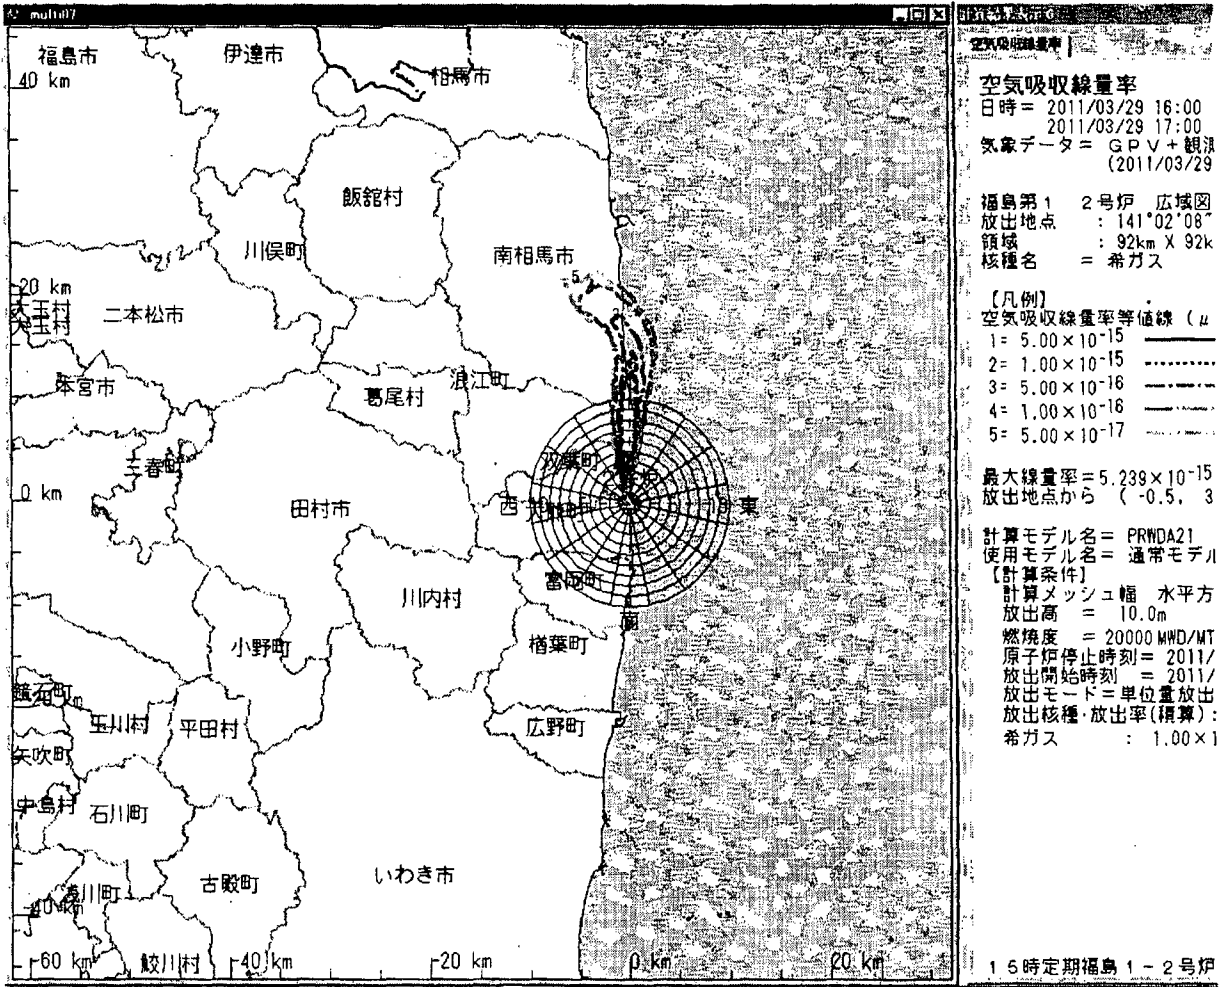 multi07
福島市
伊達市
相馬市
40 km
飯舘村
川俣町
南相馬市
5
20 km
大玉村
大玉村
二本松市
本宮市
浪江町
葛尾村
三春町
双葉町
0 km
田村市
西
東
富岡町
川内村
南
小野町
楢葉町
玉川村
平田村
広野町
矢吹町
中島村
石川町
古殿町
いわき市
浅川町
鮫川村
-60 km
-40 km
-20 km
0 km
20 km
空気吸収線量率
空気吸収線量率
日時= 2011/03/29 16:00
2011/03/29 17:00
気象データ= GPV+観測
(2011/03/29
福島第1 2号炉 広域図
放出地点 : 141°02'08"
領域 : 92km X 92k
核種名 = 希ガス
【凡例】
空気吸収線量率等値線 (μ
1= 5.00×10-15
2= 1.00×10-15
3= 5.00×10-16
4= 1.00×10-16
5= 5.00×10-17
最大線量率=5.239×10-15
放出地点から ( -0.5, 3
計算モデル名= PRWDA21
使用モデル名= 通常モデル
【計算条件】
計算メッシュ幅 水平方
放出高 = 10.0m
燃焼度 = 20000MWD/MT
原子炉停止時刻= 2011/
放出開始時刻 = 2011/
放出モード=単位量放出
放出核種・放出率(積算):
希ガス : 1.00×1
15時定期福島1-2号炉